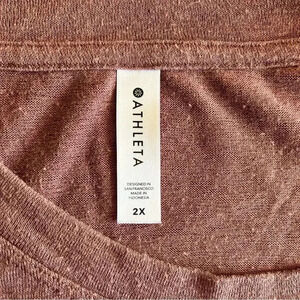 ATHLETA
DESIGNED IN
SAN FRANCISCO
MADE IN
INDONESIA
2X